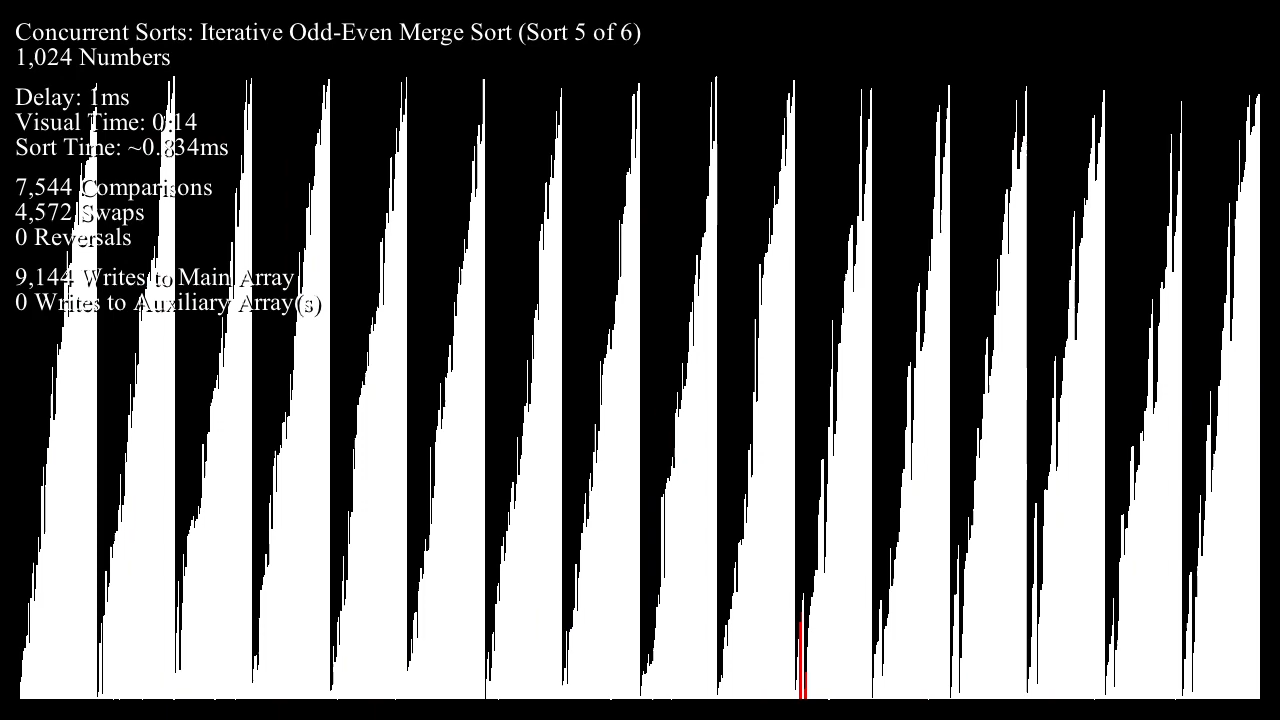 Concurrent Sorts: Iterative Odd-Even Merge Sort (Sort 5 of 6)
1,024 Numbers
Delay: 1ms
Visual Time: 0:14
Sort Time: ~0.834ms
7,544 Comparisons
4,572 Swaps
0 Reversals
9,144 Writes to Main Array
0 Writes to Auxiliary Array(s)